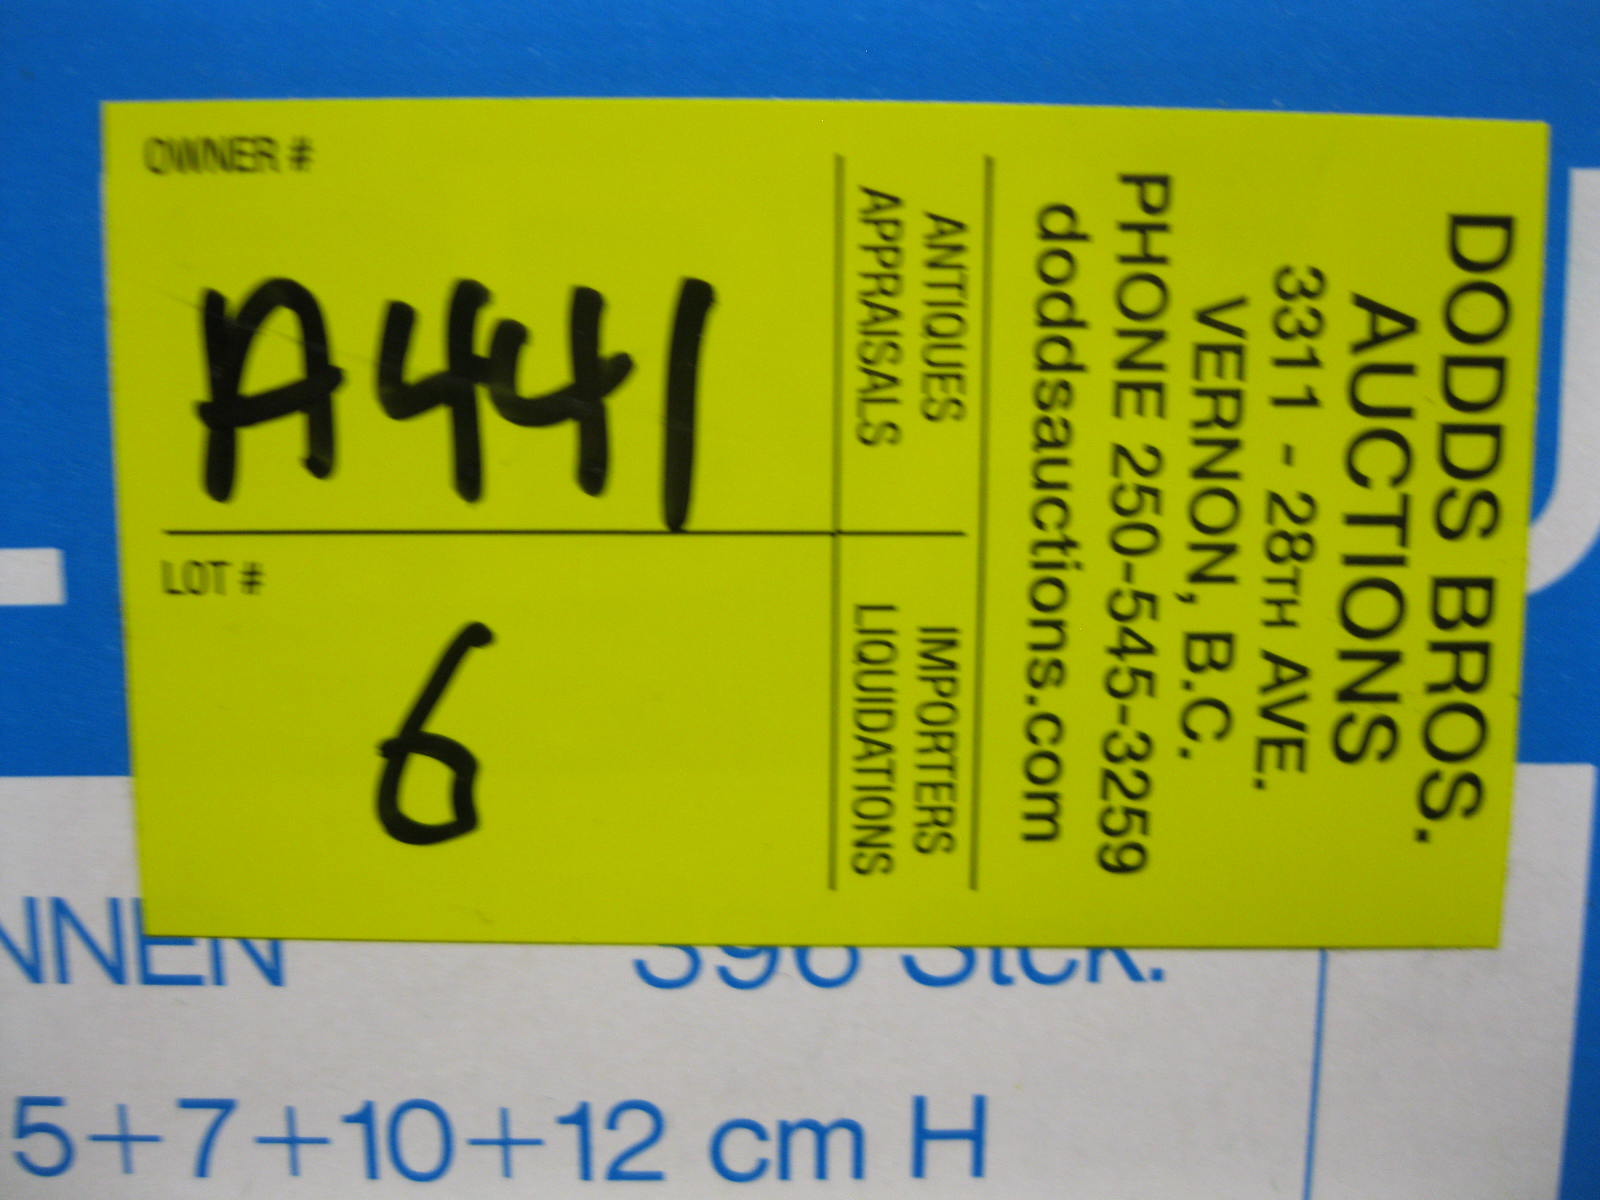 OWNER #
A441
LOT #
6
ANTIQUES
APPRAISALS
IMPORTERS
LIQUIDATIONS
DODDS BROS.
AUCTIONS
3311 - 28TH AVE.
VERNON, B.C.
PHONE 250-545-3259
doddsauctions.com
Stck.
5+7+10+12 cm H